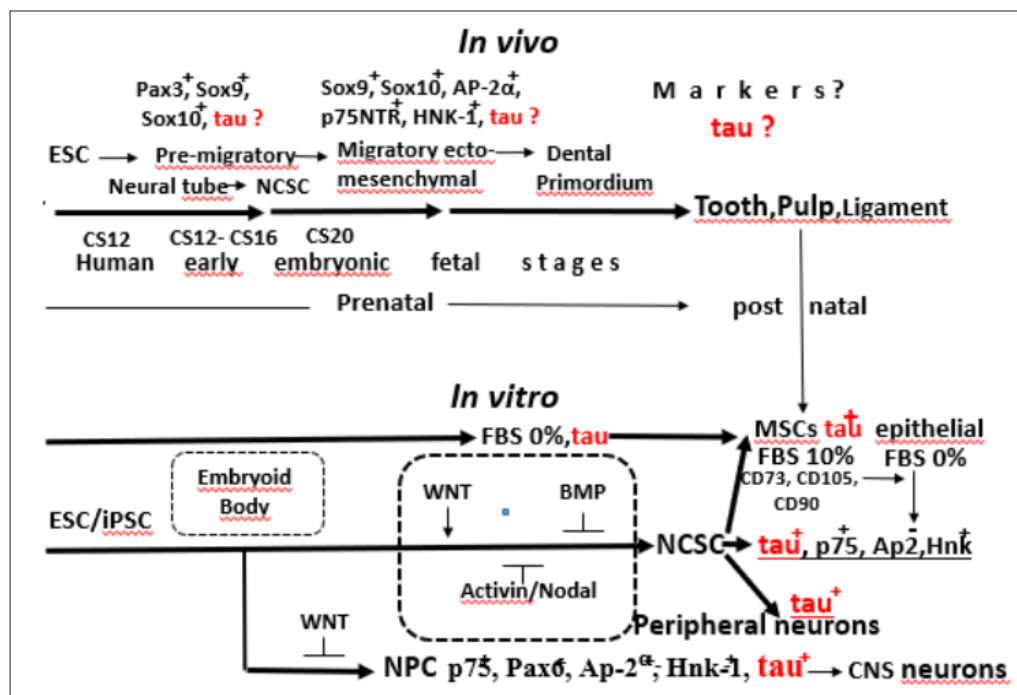 In vivo
Pax3⁺, Sox9⁺,
Sox10⁺, tau ?
Sox9⁺, Sox10⁺, AP-2α⁺,
p75NTR⁺, HNK-1⁺, tau ?
Markers?
tau ?
ESC
Pre-migratory
Migratory ecto-
mesenchymal
Dental
Primordium
Neural tube
NCSC
Tooth,Pulp,Ligament
CS12
CS12- CS16
CS20
Human early embryonic fetal stages
Prenatal
post natal
In vitro
FBS 0%,tau
MSCs tau⁺ epithelial
FBS 10%
FBS 0%
CD73, CD105,
CD90
Embryoid
Body
WNT
BMP
ESC/iPSC
NCSC
tau⁺, p75⁺, Ap2⁻,Hnk⁺
Activin/Nodal
tau⁺
Peripheral neurons
WNT
NPC p75⁺, Pax6, Ap-2α⁻, Hnk-1⁺, tau⁺
CNS neurons